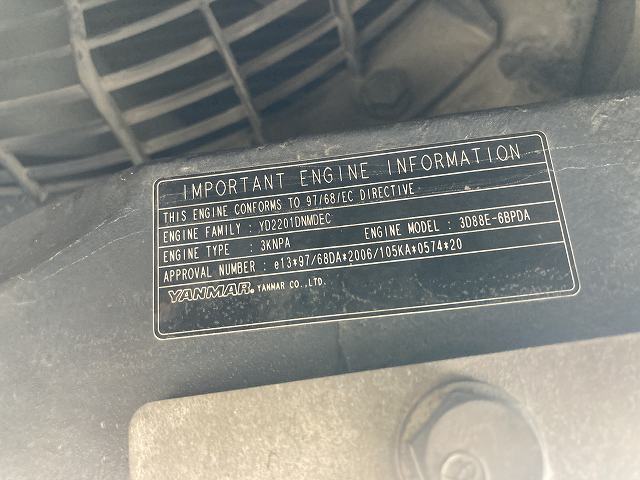 IMPORTANT ENGINE INFORMATION
THIS ENGINE CONFORMS TO 97/68/EC DIRECTIVE
ENGINE FAMILY : YD2201DNMDEC
ENGINE TYPE : 3KNPA ENGINE MODEL : 3D88E-6BPDA
APPROVAL NUMBER : e13*97/68DA*2006/105KA*0574*20
YANMAR. YANMAR CO.,LTD.